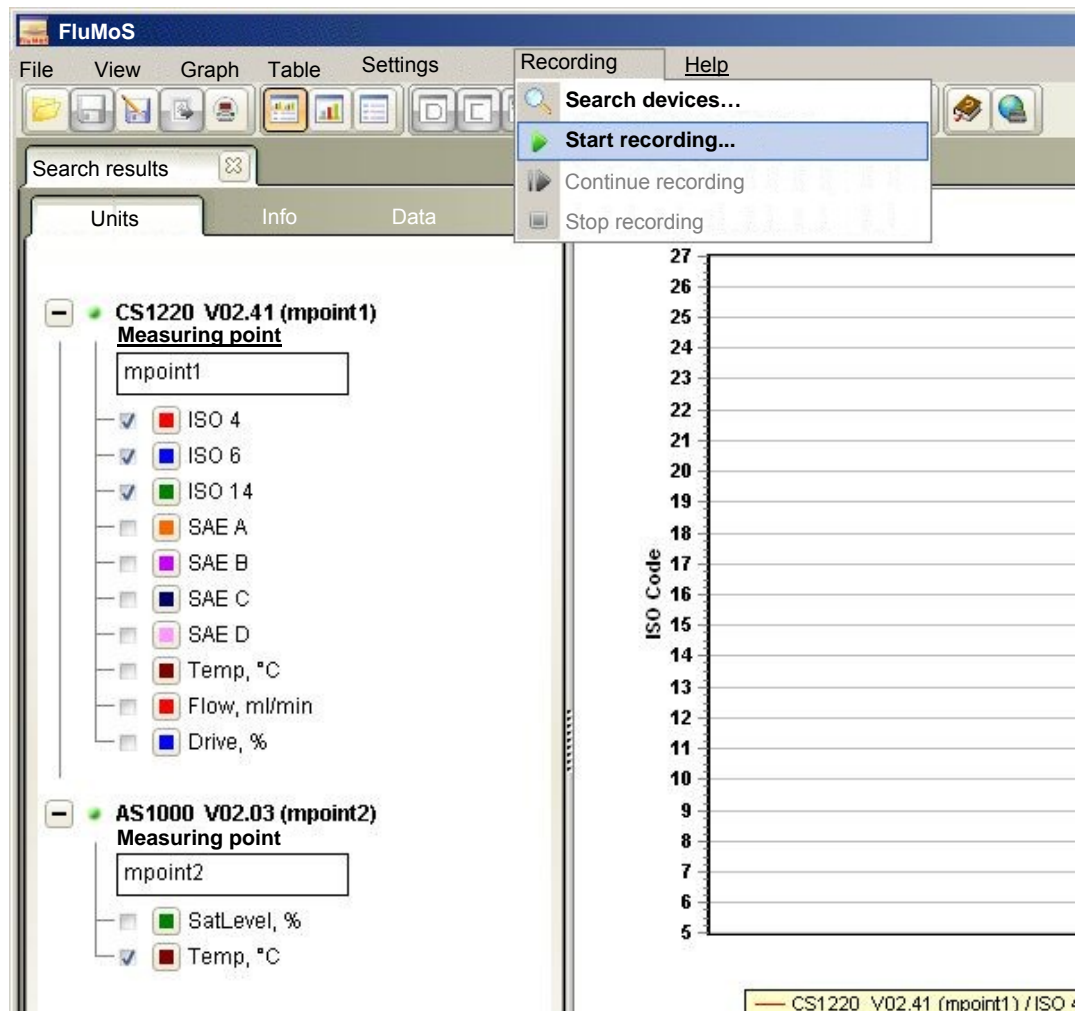 FluMoS
File View Graph Table Settings Recording Help
Search devices...
Start recording...
Continue recording
Stop recording
Search results
Units Info Data
CS1220 V02.41 (mpoint1)
Measuring point
mpoint1
ISO 4
ISO 6
ISO 14
SAE A
SAE B
SAE C
SAE D
Temp, °C
Flow, ml/min
Drive, %
AS1000 V02.03 (mpoint2)
Measuring point
mpoint2
SatLevel, %
Temp, °C
ISO Code
27
26
25
24
23
22
21
20
19
18
17
16
15
14
13
12
11
10
9
8
7
6
5
CS1220 V02.41 (mpoint1) / ISO 4